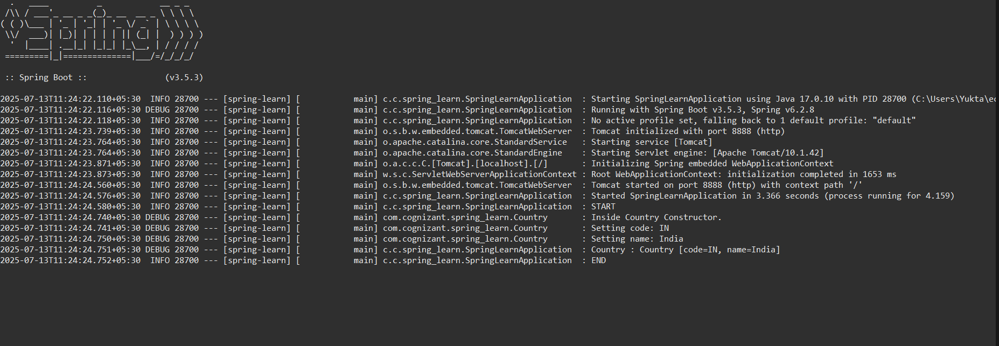 .   ____          _            __ _ _
 /\\ / ___'_ __ _ _(_)_ __  __ _ \ \ \ \
( ( )\___ | '_ | '_| | '_ \/ _` | \ \ \ \
 \\/  ___)| |_)| | | | | || (_| |  ) ) ) )
  '  |____| .__|_| |_|_| |_\__, | / / / /
 =========|_|==============|___/=/_/_/_/

 :: Spring Boot ::                (v3.5.3)

2025-07-13T11:24:22.110+05:30  INFO 28700 --- [spring-learn] [           main] c.c.spring_learn.SpringLearnApplication  : Starting SpringLearnApplication using Java 17.0.10 with PID 28700 (C:\Users\Yukta\ec
2025-07-13T11:24:22.116+05:30 DEBUG 28700 --- [spring-learn] [           main] c.c.spring_learn.SpringLearnApplication  : Running with Spring Boot v3.5.3, Spring v6.2.8
2025-07-13T11:24:22.118+05:30  INFO 28700 --- [spring-learn] [           main] c.c.spring_learn.SpringLearnApplication  : No active profile set, falling back to 1 default profile: "default"
2025-07-13T11:24:23.739+05:30  INFO 28700 --- [spring-learn] [           main] o.s.b.w.embedded.tomcat.TomcatWebServer  : Tomcat initialized with port 8888 (http)
2025-07-13T11:24:23.764+05:30  INFO 28700 --- [spring-learn] [           main] o.apache.catalina.core.StandardService   : Starting service [Tomcat]
2025-07-13T11:24:23.764+05:30  INFO 28700 --- [spring-learn] [           main] o.apache.catalina.core.StandardEngine    : Starting Servlet engine: [Apache Tomcat/10.1.42]
2025-07-13T11:24:23.871+05:30  INFO 28700 --- [spring-learn] [           main] o.a.c.c.C.[Tomcat].[localhost].[/]       : Initializing Spring embedded WebApplicationContext
2025-07-13T11:24:23.873+05:30  INFO 28700 --- [spring-learn] [           main] w.s.c.ServletWebServerApplicationContext : Root WebApplicationContext: initialization completed in 1653 ms
2025-07-13T11:24:24.560+05:30  INFO 28700 --- [spring-learn] [           main] o.s.b.w.embedded.tomcat.TomcatWebServer  : Tomcat started on port 8888 (http) with context path '/'
2025-07-13T11:24:24.576+05:30  INFO 28700 --- [spring-learn] [           main] c.c.spring_learn.SpringLearnApplication  : Started SpringLearnApplication in 3.366 seconds (process running for 4.159)
2025-07-13T11:24:24.580+05:30  INFO 28700 --- [spring-learn] [           main] c.c.spring_learn.SpringLearnApplication  : START
2025-07-13T11:24:24.740+05:30 DEBUG 28700 --- [spring-learn] [           main] com.cognizant.spring_learn.Country       : Inside Country Constructor.
2025-07-13T11:24:24.741+05:30 DEBUG 28700 --- [spring-learn] [           main] com.cognizant.spring_learn.Country       : Setting code: IN
2025-07-13T11:24:24.750+05:30 DEBUG 28700 --- [spring-learn] [           main] com.cognizant.spring_learn.Country       : Setting name: India
2025-07-13T11:24:24.751+05:30 DEBUG 28700 --- [spring-learn] [           main] c.c.spring_learn.SpringLearnApplication  : Country : Country [code=IN, name=India]
2025-07-13T11:24:24.752+05:30  INFO 28700 --- [spring-learn] [           main] c.c.spring_learn.SpringLearnApplication  : END